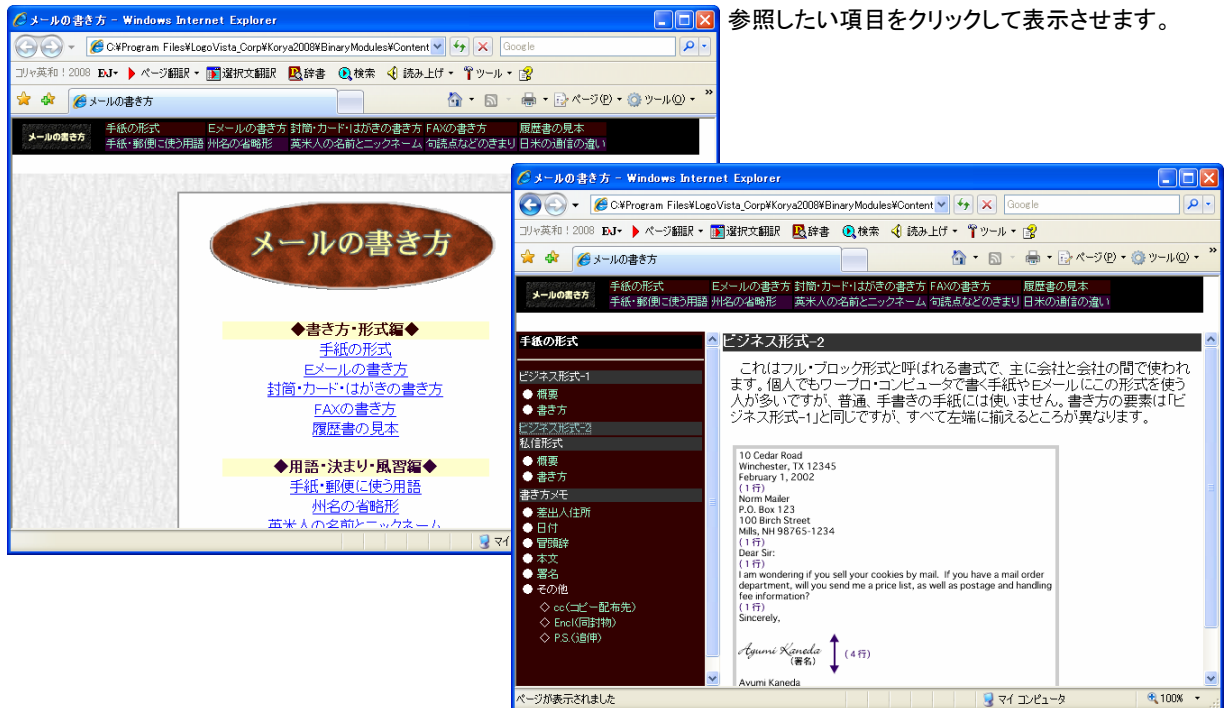 参照したい項目をクリックして表示させます。
メールの書き方 - Windows Internet Explorer
C:¥Program Files¥LogoVista_Corp¥Korya2008¥BinaryModules¥Content
Google
コリャ英和!2008 EJ ページ翻訳 選択文翻訳 辞書 検索 読み上げ ツール
メールの書き方 ページ(P) ツール(O) »
メールの書き方
手紙の形式 Eメールの書き方 封筒・カード・はがきの書き方 FAXの書き方 履歴書の見本
手紙・郵便に使う用語 州名の省略形 英米人の名前とニックネーム 句読点などのきまり 日米の通信の違い
メールの書き方
◆書き方・形式編◆
手紙の形式
Eメールの書き方
封筒・カード・はがきの書き方
FAXの書き方
履歴書の見本
◆用語・決まり・風習編◆
手紙・郵便に使う用語
州名の省略形
英米人の名前とニックネーム
マイ
メールの書き方 - Windows Internet Explorer
C:¥Program Files¥LogoVista_Corp¥Korya2008¥BinaryModules¥Content
Google
コリャ英和!2008 EJ ページ翻訳 選択文翻訳 辞書 検索 読み上げ ツール
メールの書き方 ページ(P) ツール(O) »
メールの書き方
手紙の形式 Eメールの書き方 封筒・カード・はがきの書き方 FAXの書き方 履歴書の見本
手紙・郵便に使う用語 州名の省略形 英米人の名前とニックネーム 句読点などのきまり 日米の通信の違い
手紙の形式
ビジネス形式-1
● 概要
● 書き方
ビジネス形式-2
私信形式
● 概要
● 書き方
書き方メモ
● 差出人住所
● 日付
● 冒頭辞
● 本文
● 署名
● その他
◇ cc(コピー配布先)
◇ Encl(同封物)
◇ P.S.(追伸)
ビジネス形式-2
これはフル・ブロック形式と呼ばれる書式で、主に会社と会社の間で使われ
ます。個人でもワープロ・コンピュータで書く手紙やEメールにこの形式を使う
人が多いですが、普通、手書きの手紙には使いません。書き方の要素は「ビ
ジネス形式-1」と同じですが、すべて左端に揃えるところが異なります。
10 Cedar Road
Winchester, TX 12345
February 1, 2002
(1行)
Norm Mailer
P.O. Box 123
100 Birch Street
Mills, NH 98765-1234
(1行)
Dear Sir:
(1行)
I am wondering if you sell your cookies by mail. If you have a mail order
department, will you send me a price list, as well as postage and handling
fee information?
(1行)
Sincerely,
Ayumi Kaneda
(署名)
(4行)
Ayumi Kaneda
ページが表示されました マイ コンピュータ 100%